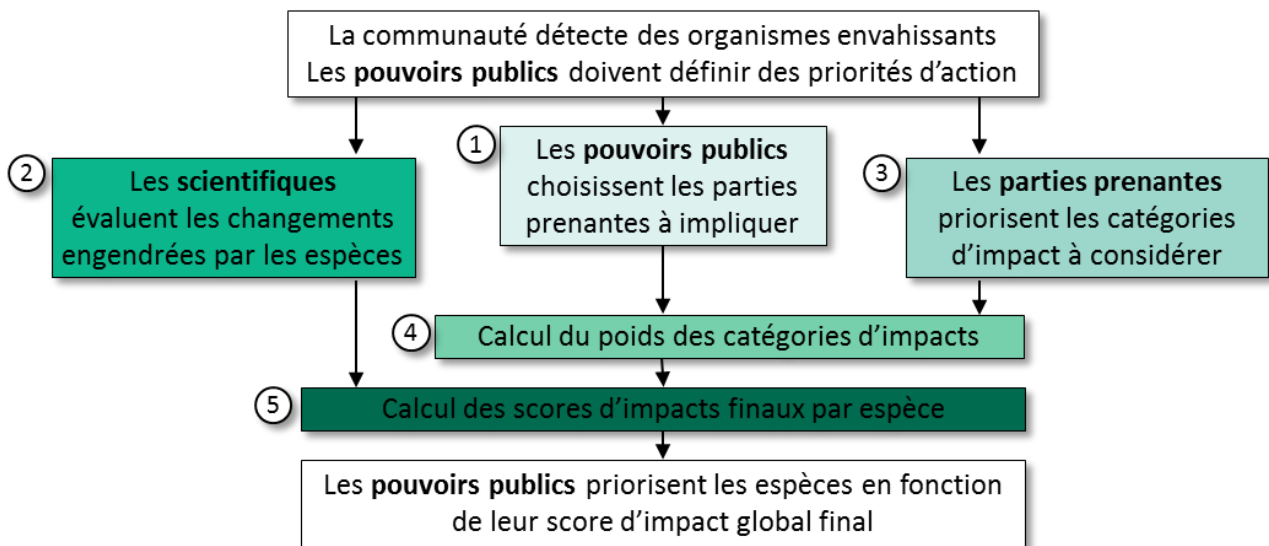 La communauté détecte des organismes envahissants
Les pouvoirs publics doivent définir des priorités d’action
1
Les pouvoirs publics
choisissent les parties
prenantes à impliquer
2
Les scientifiques
évaluent les changements
engendrées par les espèces
3
Les parties prenantes
priorisent les catégories
d’impact à considérer
4
Calcul du poids des catégories d’impacts
5
Calcul des scores d’impacts finaux par espèce
Les pouvoirs publics priorisent les espèces en fonction
de leur score d’impact global final